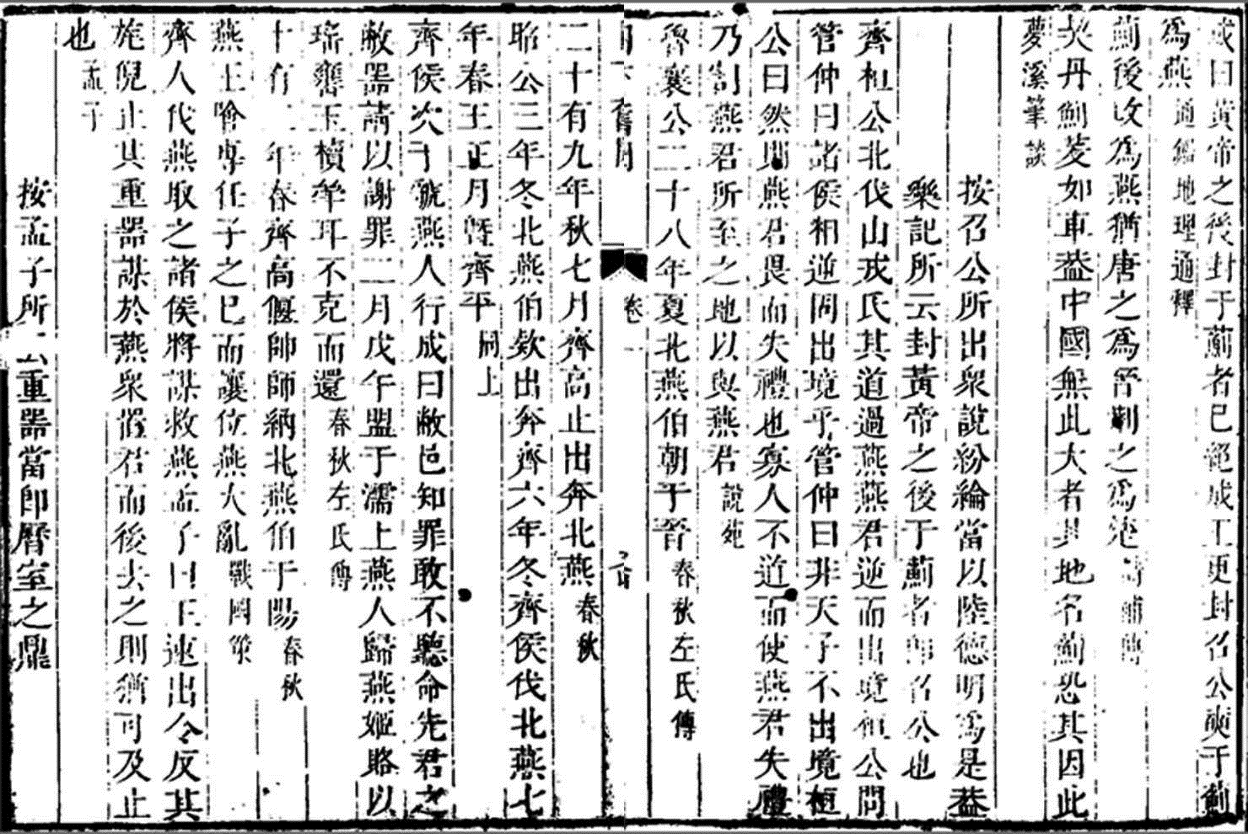 或曰黃帝之後封于薊者已絕成王更封召公奭于薊
爲燕通鑑地理通釋
薊後改爲燕猶唐之爲晉荆之爲楚詩補傳
契丹薊菱如車葢中國無此大者其地名薊恐其因此
夢溪筆談
按召公所出衆說紛綸當以陸德明爲是葢
樂記所云封黃帝之後于薊者即召公也
齊桓公北伐山戎氏其道過燕燕君逆而出境桓公問
管仲曰諸侯相逆固出境乎管仲曰非天子不出境桓
公曰然則燕君畏而失禮也寡人不道而使燕君失禮
乃割燕君所至之地以與燕君說苑
魯襄公二十八年夏北燕伯朝于晉春秋左氏傳
日下舊聞 卷一
二十有九年秋七月齊高止出奔北燕春秋
昭公三年冬北燕伯欵出奔齊六年冬齊侯伐北燕七
年春王正月曁齊平同上
齊侯次于虢燕人行成曰敝邑知罪敢不聽命先君之
敝器請以謝罪二月戊午盟于濡上燕人歸燕姬賂以
瑤罋玉櫝斝耳不克而還春秋左氏傳
十有二年春齊高偃帥師納北燕伯于陽春秋
燕王噲專任子之已而讓位燕大亂戰國策
齊人伐燕取之諸侯將謀救燕孟子曰王速出令反其
旄倪止其重器謀於燕衆置君而後去之則猶可及止
也孟子
按孟子所云重器當即曆室之鼎